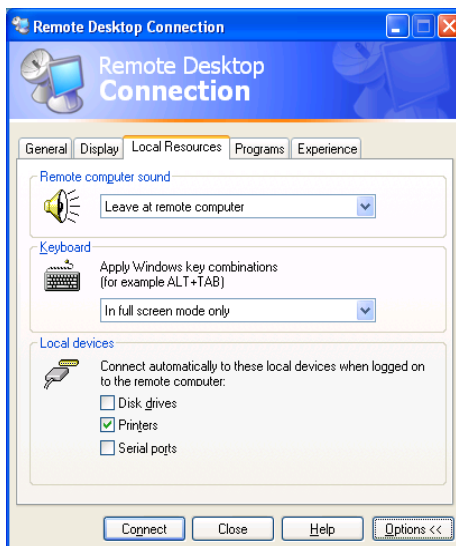 Remote Desktop Connection
Remote Desktop
Connection
General Display Local Resources Programs Experience
Remote computer sound
Leave at remote computer
Keyboard
Apply Windows key combinations
(for example ALT+TAB)
In full screen mode only
Local devices
Connect automatically to these local devices when logged on
to the remote computer:
Disk drives
Printers
Serial ports
Connect Close Help Options <<